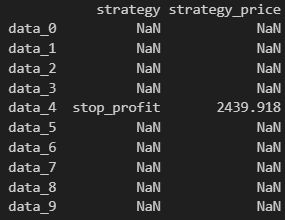 strategy strategy_price
data_0 NaN NaN
data_1 NaN NaN
data_2 NaN NaN
data_3 NaN NaN
data_4 stop_profit 2439.918
data_5 NaN NaN
data_6 NaN NaN
data_7 NaN NaN
data_8 NaN NaN
data_9 NaN NaN